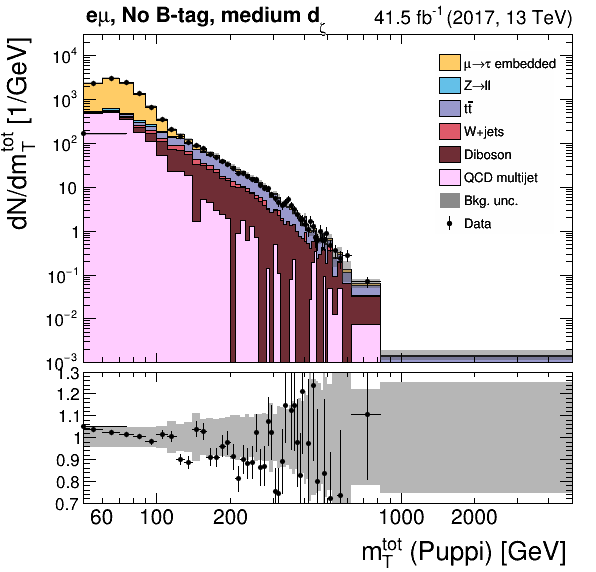 eμ, No B-tag, medium d_ζ 41.5 fb⁻¹ (2017, 13 TeV)
dN/dm_T^tot [1/GeV]
10⁴
10³
10²
10
1
10⁻¹
10⁻²
10⁻³
μ→τ embedded
Z→ll
tt̄
W+jets
Diboson
QCD multijet
Bkg. unc.
Data
1.3
1.2
1.1
1
0.9
0.8
0.7
60 100 200 1000 2000
m_T^tot (Puppi) [GeV]